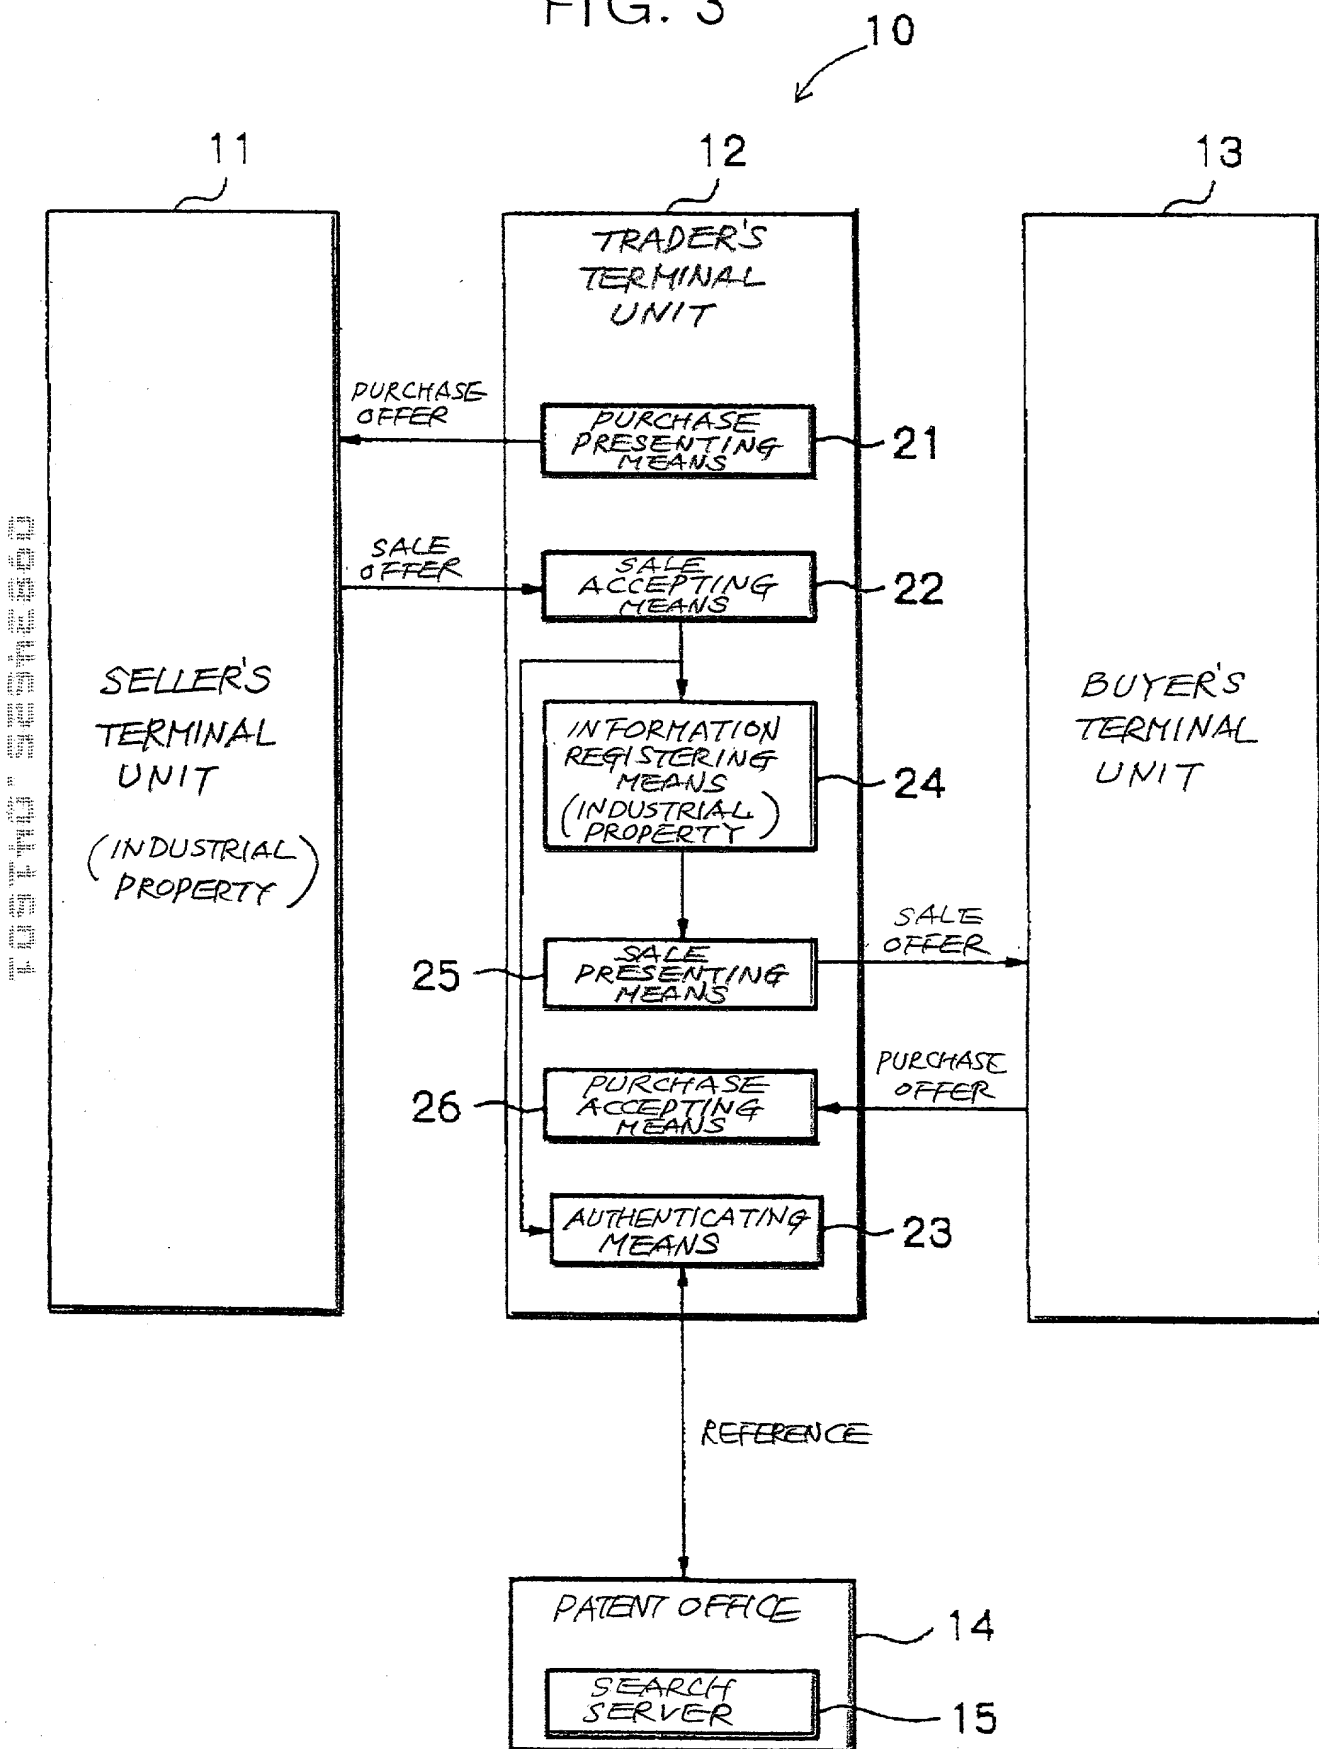 FIG. 3
10
11
12
13
TRADER'S
TERMINAL
UNIT
PURCHASE
OFFER
PURCHASE
PRESENTING
MEANS
21
SALE
OFFER
SALE
ACCEPTING
MEANS
22
SELLER'S
TERMINAL
UNIT
(INDUSTRIAL
PROPERTY)
INFORMATION
REGISTERING
MEANS
(INDUSTRIAL
PROPERTY)
24
BUYER'S
TERMINAL
UNIT
25
SALE
PRESENTING
MEANS
SALE
OFFER
26
PURCHASE
ACCEPTING
MEANS
PURCHASE
OFFER
AUTHENTICATING
MEANS
23
REFERENCE
PATENT OFFICE
14
SEARCH
SERVER
15